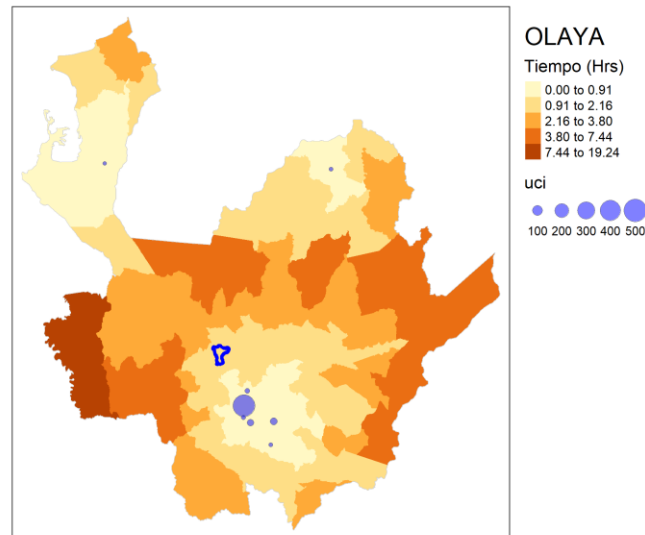 OLAYA
Tiempo (Hrs)
0.00 to 0.91
0.91 to 2.16
2.16 to 3.80
3.80 to 7.44
7.44 to 19.24
uci
100 200 300 400 500